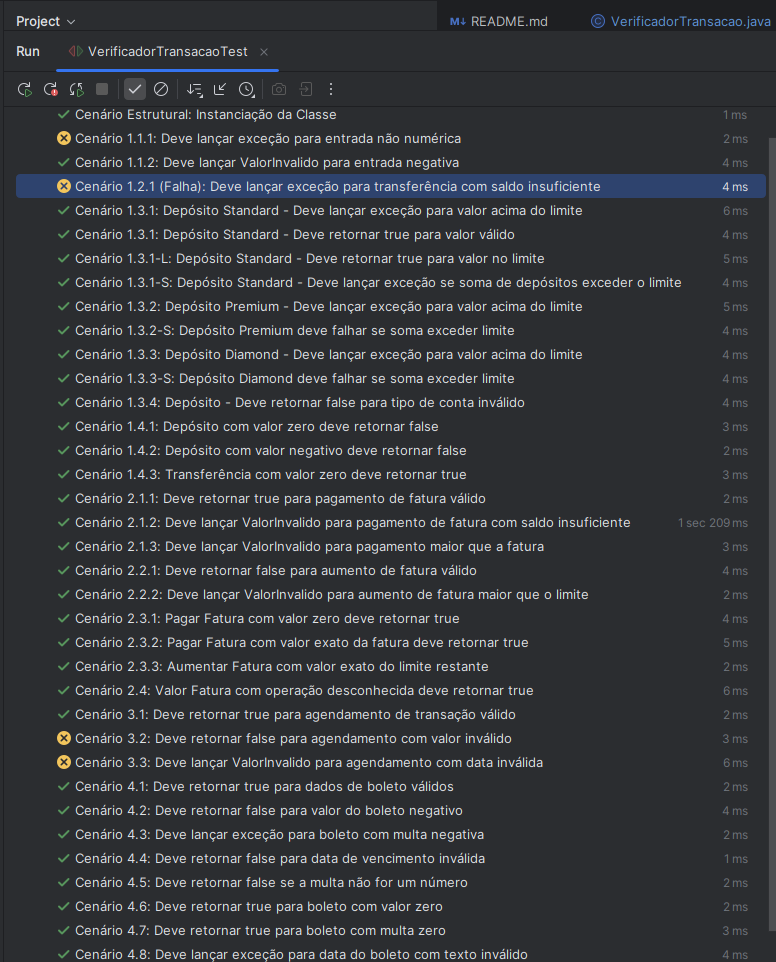 Project
README.md
VerificadorTransacao.java
Run
VerificadorTransacaoTest
Cenário Estrutural: Instanciação da Classe 1 ms
Cenário 1.1.1: Deve lançar exceção para entrada não numérica 2 ms
Cenário 1.1.2: Deve lançar ValorInvalido para entrada negativa 4 ms
Cenário 1.2.1 (Falha): Deve lançar exceção para transferência com saldo insuficiente 4 ms
Cenário 1.3.1: Depósito Standard - Deve lançar exceção para valor acima do limite 6 ms
Cenário 1.3.1: Depósito Standard - Deve retornar true para valor válido 4 ms
Cenário 1.3.1-L: Depósito Standard - Deve retornar true para valor no limite 5 ms
Cenário 1.3.1-S: Depósito Standard - Deve lançar exceção se soma de depósitos exceder o limite 4 ms
Cenário 1.3.2: Depósito Premium - Deve lançar exceção para valor acima do limite 5 ms
Cenário 1.3.2-S: Depósito Premium deve falhar se soma exceder limite 4 ms
Cenário 1.3.3: Depósito Diamond - Deve lançar exceção para valor acima do limite 4 ms
Cenário 1.3.3-S: Depósito Diamond deve falhar se soma exceder limite 4 ms
Cenário 1.3.4: Depósito - Deve retornar false para tipo de conta inválido 4 ms
Cenário 1.4.1: Depósito com valor zero deve retornar false 3 ms
Cenário 1.4.2: Depósito com valor negativo deve retornar false 2 ms
Cenário 1.4.3: Transferência com valor zero deve retornar true 3 ms
Cenário 2.1.1: Deve retornar true para pagamento de fatura válido 2 ms
Cenário 2.1.2: Deve lançar ValorInvalido para pagamento de fatura com saldo insuficiente 1 sec 209 ms
Cenário 2.1.3: Deve lançar ValorInvalido para pagamento maior que a fatura 3 ms
Cenário 2.2.1: Deve retornar false para aumento de fatura válido 4 ms
Cenário 2.2.2: Deve lançar ValorInvalido para aumento de fatura maior que o limite 2 ms
Cenário 2.3.1: Pagar Fatura com valor zero deve retornar true 4 ms
Cenário 2.3.2: Pagar Fatura com valor exato da fatura deve retornar true 5 ms
Cenário 2.3.3: Aumentar Fatura com valor exato do limite restante 2 ms
Cenário 2.4: Valor Fatura com operação desconhecida deve retornar true 6 ms
Cenário 3.1: Deve retornar true para agendamento de transação válido 2 ms
Cenário 3.2: Deve retornar false para agendamento com valor inválido 3 ms
Cenário 3.3: Deve lançar ValorInvalido para agendamento com data inválida 6 ms
Cenário 4.1: Deve retornar true para dados de boleto válidos 2 ms
Cenário 4.2: Deve retornar false para valor do boleto negativo 4 ms
Cenário 4.3: Deve lançar exceção para boleto com multa negativa 2 ms
Cenário 4.4: Deve retornar false para data de vencimento inválida 1 ms
Cenário 4.5: Deve retornar false se a multa não for um número 2 ms
Cenário 4.6: Deve retornar true para boleto com valor zero 2 ms
Cenário 4.7: Deve retornar true para boleto com multa zero 3 ms
Cenário 4.8: Deve lançar exceção para data do boleto com texto inválido 4 ms